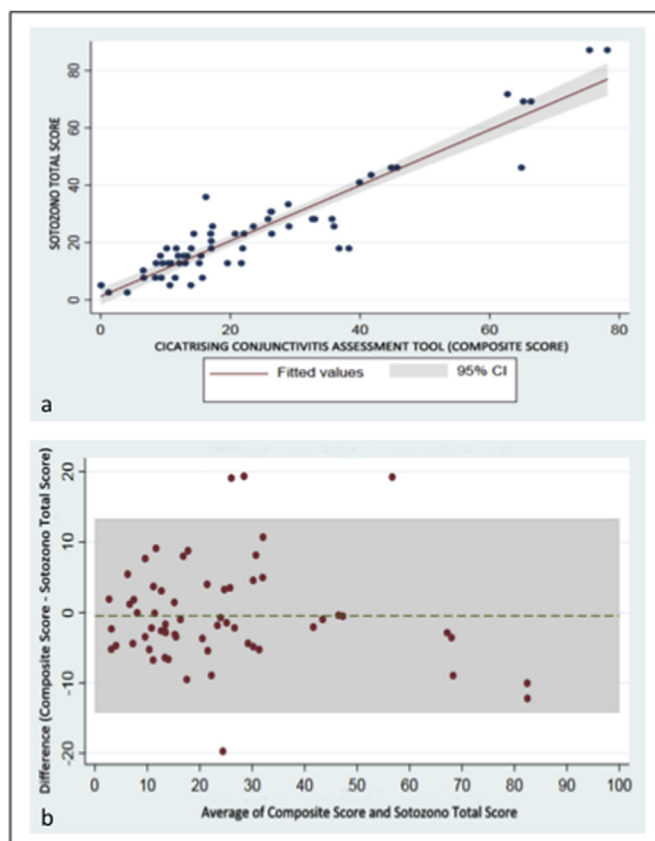 SOTOZONO TOTAL SCORE
80
60
40
20
0
0 20 40 60 80
CICATRISING CONJUNCTIVITIS ASSESSMENT TOOL (COMPOSITE SCORE)
Fitted values 95% CI
a
Difference (Composite Score - Sotozono Total Score)
20
10
0
-10
-20
0 10 20 30 40 50 60 70 80 90 100
Average of Composite Score and Sotozono Total Score
b